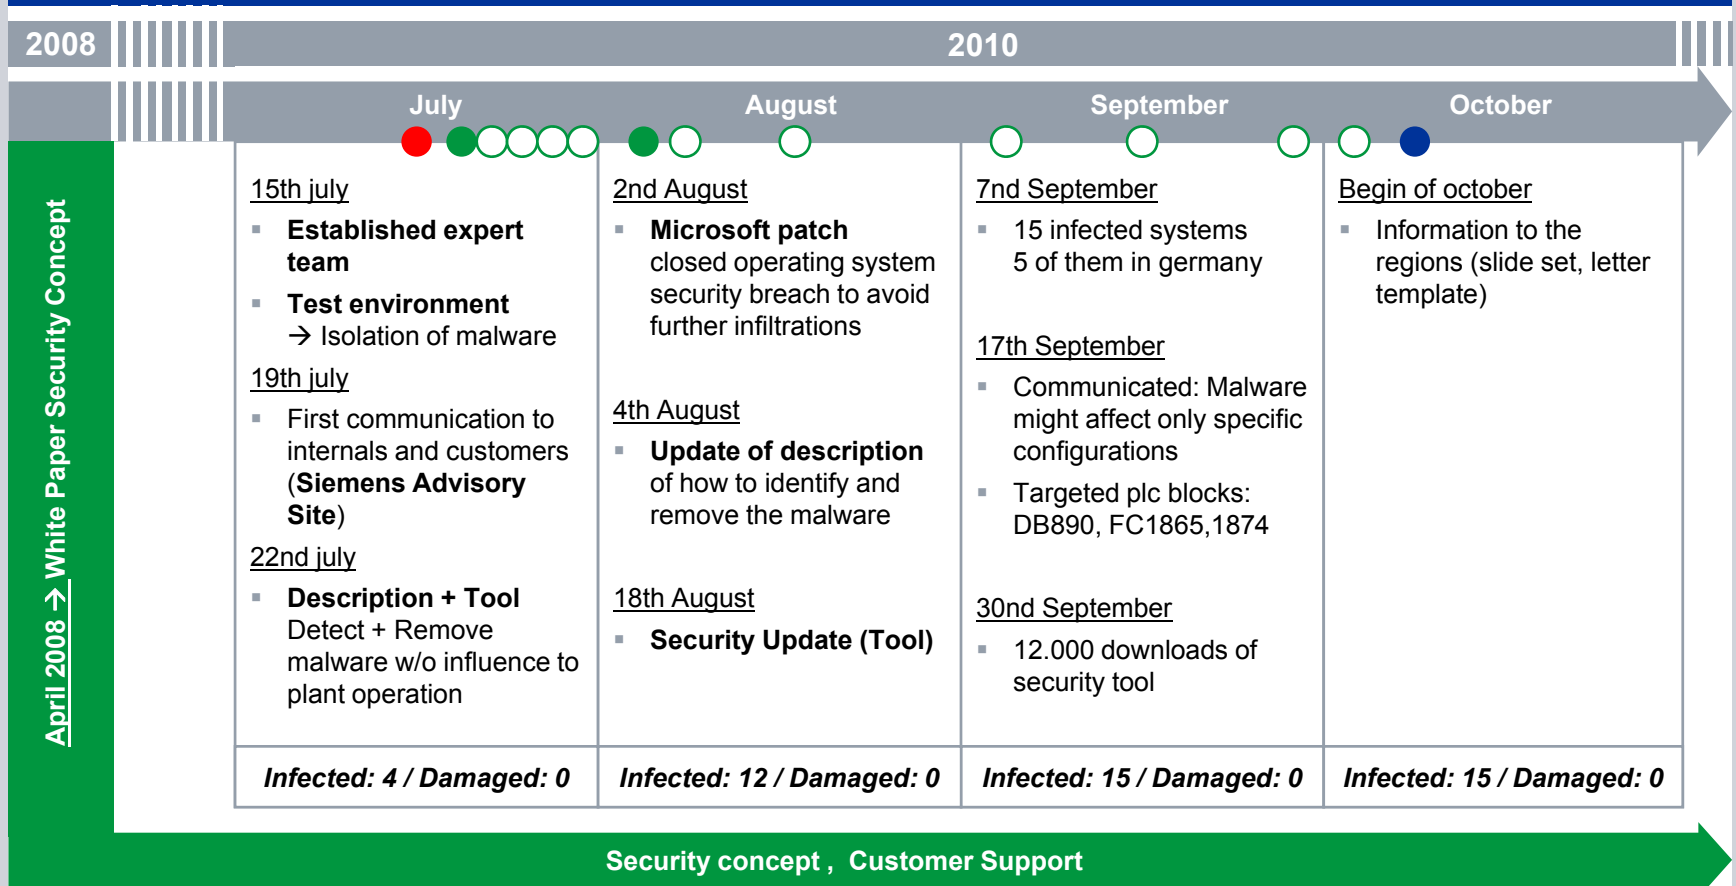 2008
2010
July
August
September
October
April 2008 → White Paper Security Concept
15th july
▪ Established expert
team
▪ Test environment
→ Isolation of malware
19th july
▪ First communication to
internals and customers
(Siemens Advisory
Site)
22nd july
▪ Description + Tool
Detect + Remove
malware w/o influence to
plant operation
Infected: 4 / Damaged: 0
2nd August
▪ Microsoft patch
closed operating system
security breach to avoid
further infiltrations
4th August
▪ Update of description
of how to identify and
remove the malware
18th August
▪ Security Update (Tool)
Infected: 12 / Damaged: 0
7nd September
▪ 15 infected systems
5 of them in germany
17th September
▪ Communicated: Malware
might affect only specific
configurations
▪ Targeted plc blocks:
DB890, FC1865,1874
30nd September
▪ 12.000 downloads of
security tool
Infected: 15 / Damaged: 0
Begin of october
▪ Information to the
regions (slide set, letter
template)
Infected: 15 / Damaged: 0
Security concept , Customer Support